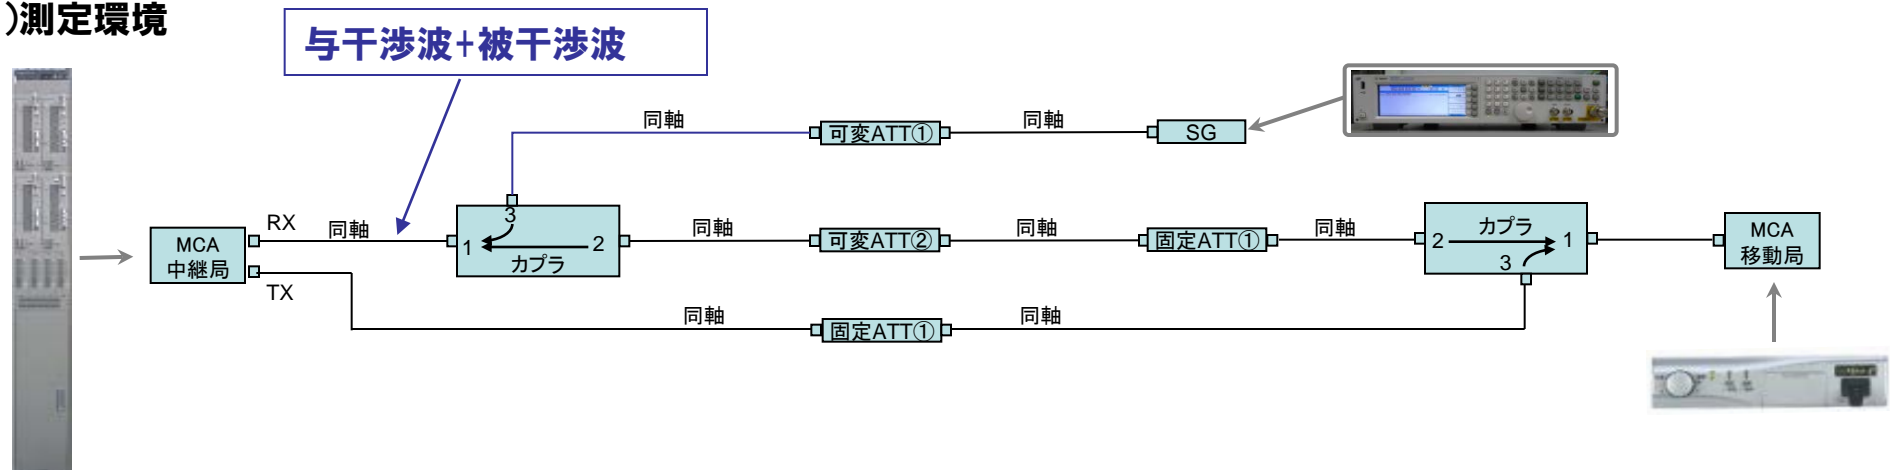 )測定環境
与干渉波+被干渉波
同軸
可変ATT①
同軸
SG
RX
同軸
MCA
中継局
TX
3
1
2
カプラ
同軸
可変ATT②
同軸
固定ATT①
同軸
カプラ
2
1
3
MCA
移動局
同軸
固定ATT①
同軸